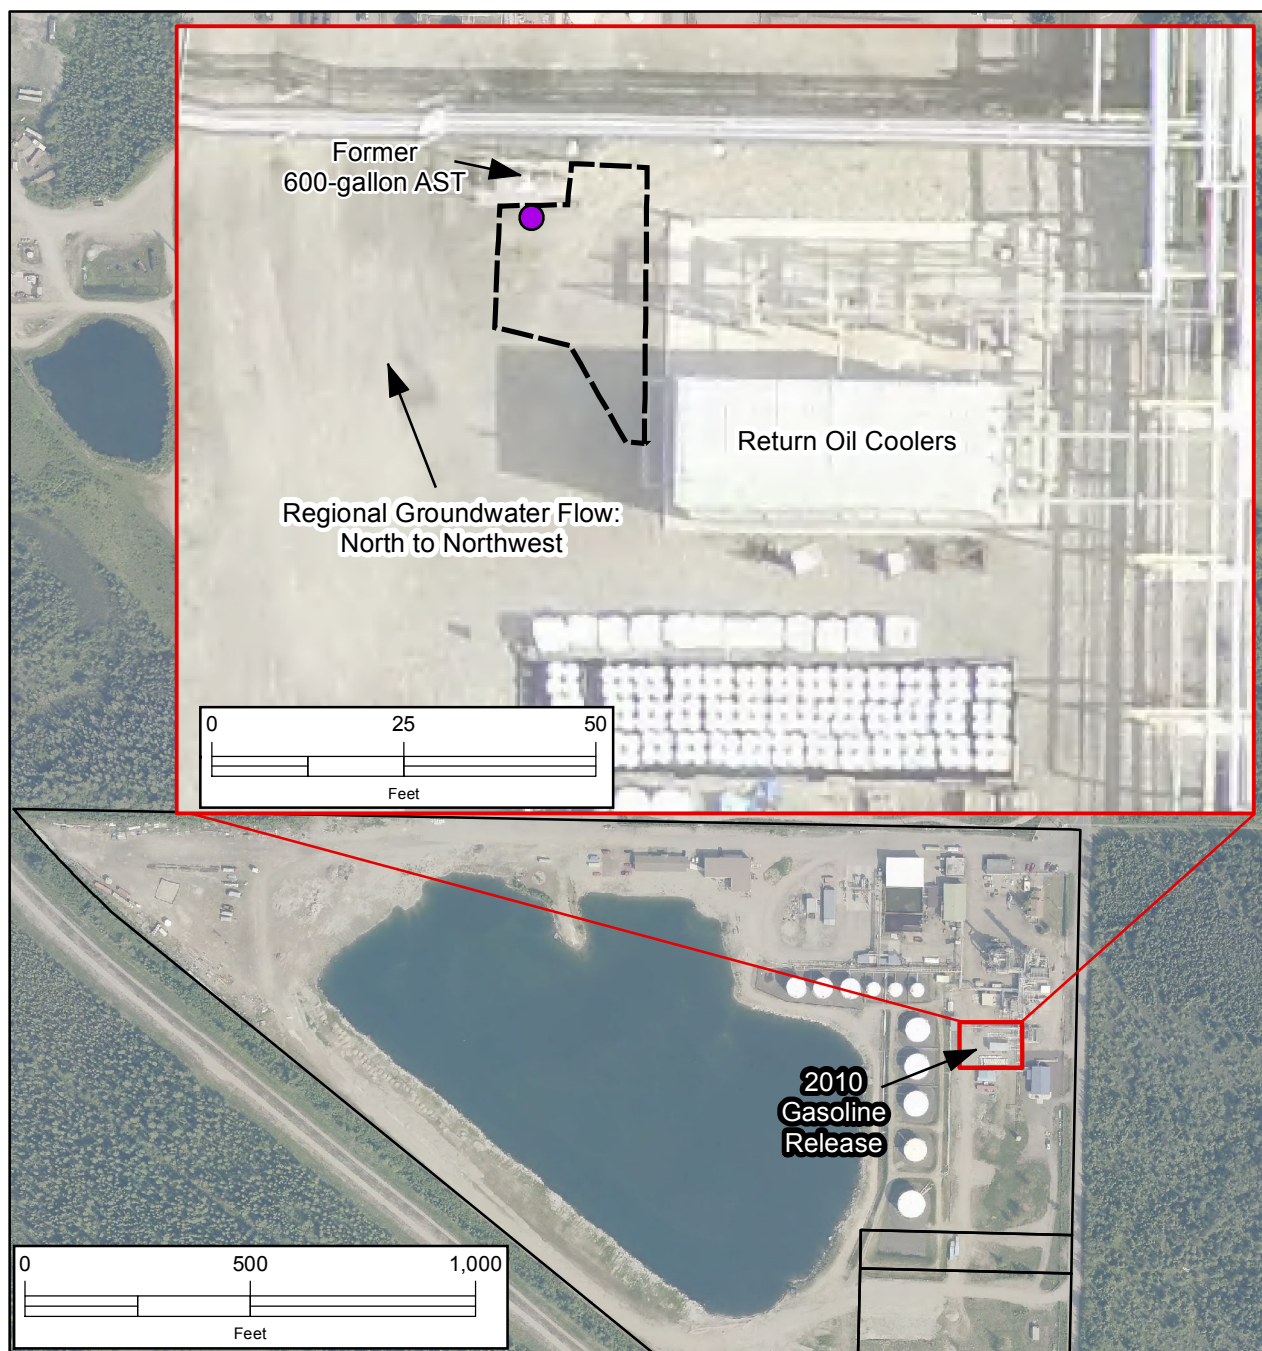 Former
600-gallon AST
Return Oil Coolers
Regional Groundwater Flow:
North to Northwest
0 25 50
Feet
2010
Gasoline
Release
0 500 1,000
Feet